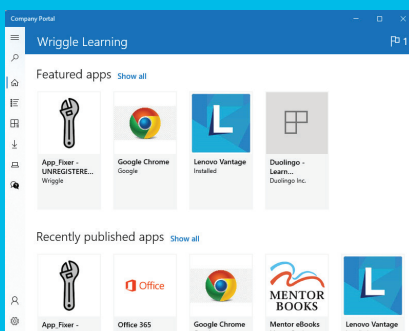 Company Portal
Wriggle Learning
1
Featured apps Show all
App_Fixer -
UNREGISTERE...
Wriggle
Google Chrome
Google
L
Lenovo Vantage
Installed
Duolingo -
Learn...
Duolingo Inc.
Recently published apps Show all
App_Fixer -
Office
Office 365
Google Chrome
MENTOR
BOOKS
Mentor eBooks
L
Lenovo Vantage